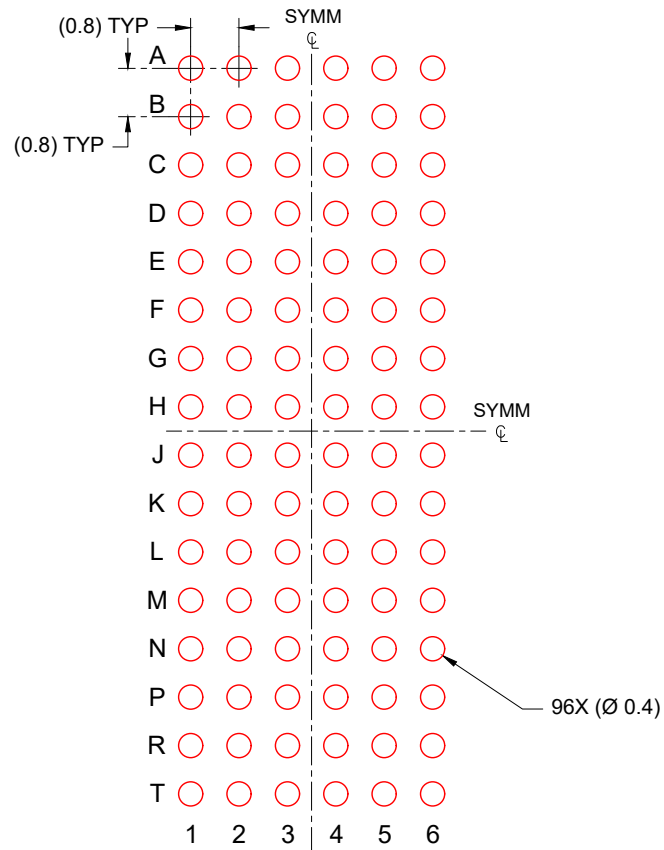 (0.8) TYP
SYMM
℄
A
B
(0.8) TYP
C
D
E
F
G
H
SYMM
℄
J
K
L
M
N
P
96X (Ø 0.4)
R
T
1 2 3 4 5 6